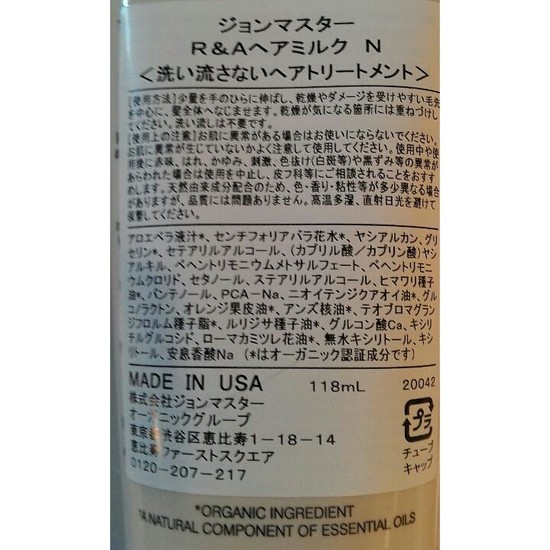 ジョンマスター
R&Aヘアミルク N
＜洗い流さないヘアトリートメント＞
[使用方法]少量を手のひらに伸ばし、乾燥やダメージを受けやすい毛先
を中心に、髪全体へなじませます。乾燥が気になる箇所には重ねづけし
てください。洗い流しは不要です。
[使用上の注意]お肌に異常がある場合はお使いにならないでください。
お肌に異常が生じていないかよく注意して使用してください。使用中や使
用後に赤味、はれ、かゆみ、刺激、色抜け(白斑等)や黒ずみ等の異常が
あらわれた場合は使用を中止し、皮フ科等にご相談されることをおすす
めします。天然由来成分配合のため、色・香り・粘性等が多少異なる場合
がありますが、品質には問題ありません。高温多湿、直射日光を避けて
保管してください。
アロエベラ液汁*、センチフォリアバラ花水*、ヤシアルカン、グリ
セリン*、セテアリルアルコール、(カプリル酸／カプリン酸)ヤシ
アルキル、ベヘントリモニウムメトサルフェート、ベヘントリモニ
ウムクロリド、セタノール、ステアリルアルコール、ヒマワリ種子
油*、パンテノール、PCA－Na、ニオイテンジクアオイ油*、グル
コノラクトン、オレンジ果皮油*、アンズ核油*、テオブロマグラン
ジフロルム種子脂*、ルリジサ種子油*、グルコン酸Ca、キシリ
チルグルコシド、ローマカミツレ花油*、無水キシリトール、キシ
リトール、安息香酸Na (*はオーガニック認証成分です)
MADE IN USA 118mL 20042
株式会社ジョンマスター
オーガニックグループ
東京都渋谷区恵比寿1－18－14
恵比寿ファーストスクエア
0120-207-217
プラ
チューブ
キャップ
*ORGANIC INGREDIENT
NATURAL COMPONENT OF ESSENTIAL OILS